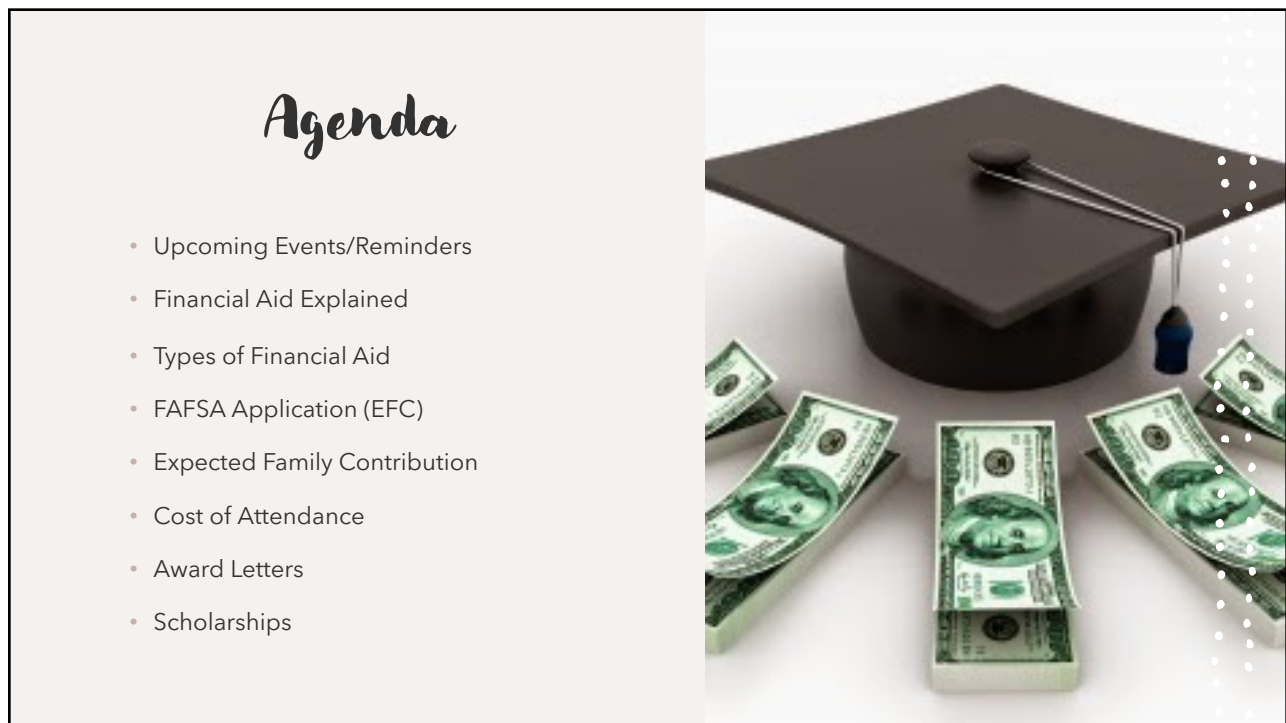 Agenda
• Upcoming Events/Reminders
• Financial Aid Explained
• Types of Financial Aid
• FAFSA Application (EFC)
• Expected Family Contribution
• Cost of Attendance
• Award Letters
• Scholarships